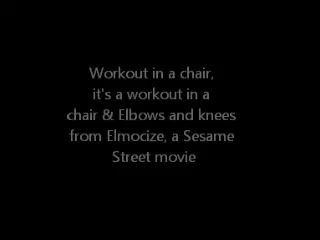 Workout in a chair,
it's a workout in a
chair & Elbows and knees
from Elmocize, a Sesame
Street movie